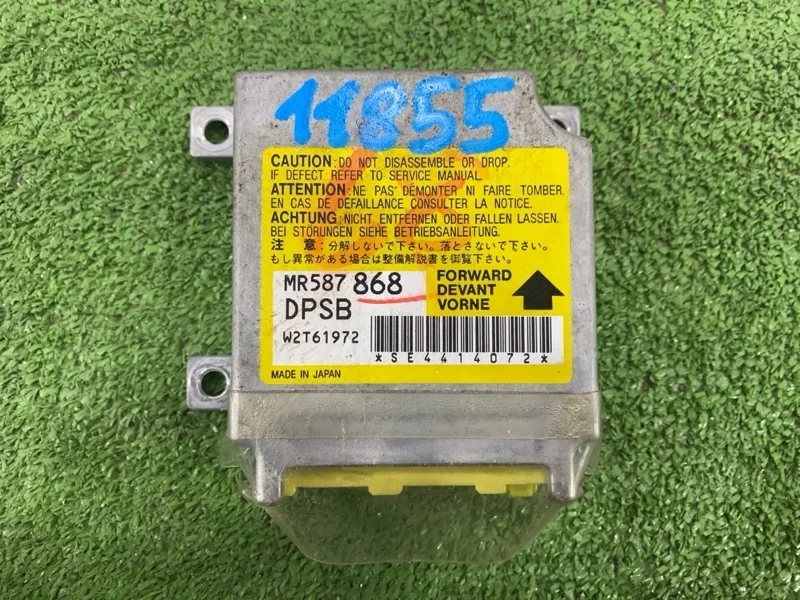 11855
CAUTION: DO NOT DISASSEMBLE OR DROP.
IF DEFECT REFER TO SERVICE MANUAL.
ATTENTION: NE PAS DÉMONTER NI FAIRE TOMBER.
EN CAS DE DÉFAILLANCE CONSULTER LA NOTICE.
ACHTUNG: NICHT ENTFERNEN ODER FALLEN LASSEN.
BEI STÖRUNGEN SIEHE BETRIEBSANLEITUNG.
注 意:分解しないで下さい。落とさないで下さい。
もし異常がある場合は整備解説書を御覧下さい。
MR587 868
DPSB
W2T61972
FORWARD
DEVANT
VORNE
*SE4414072*
MADE IN JAPAN